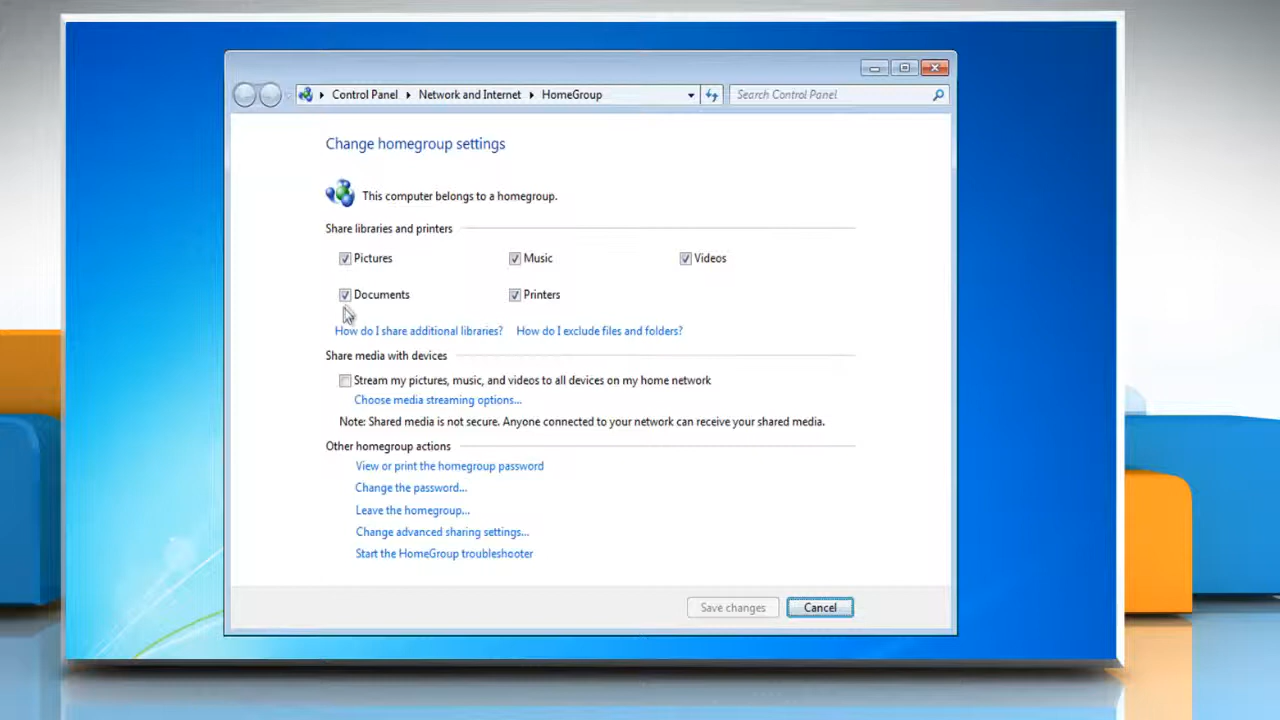 Control Panel Network and Internet HomeGroup Search Control Panel
Change homegroup settings
This computer belongs to a homegroup.
Share libraries and printers
Pictures Music Videos
Documents Printers
How do I share additional libraries? How do I exclude files and folders?
Share media with devices
Stream my pictures, music, and videos to all devices on my home network
Choose media streaming options...
Note: Shared media is not secure. Anyone connected to your network can receive your shared media.
Other homegroup actions
View or print the homegroup password
Change the password...
Leave the homegroup...
Change advanced sharing settings...
Start the HomeGroup troubleshooter
Save changes Cancel